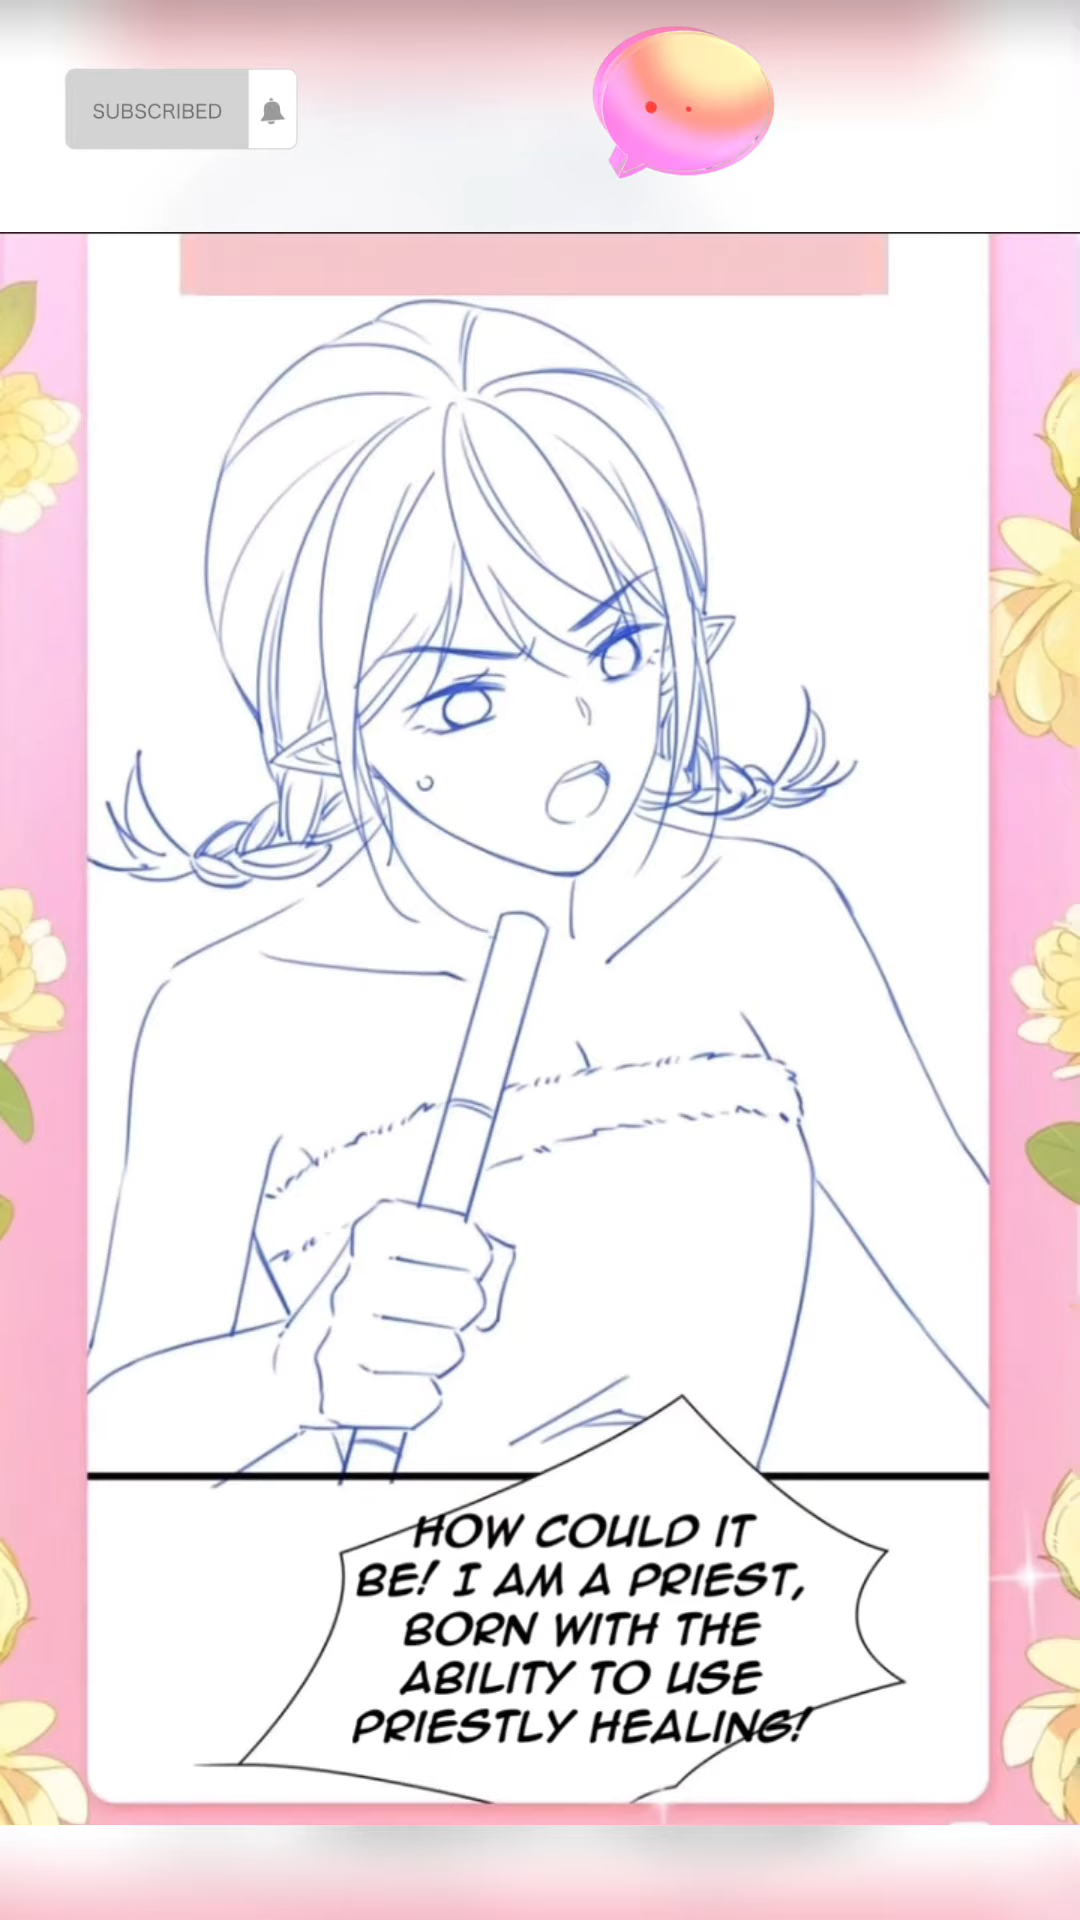 SUBSCRIBED
HOW COULD IT
BE! I AM A PRIEST,
BORN WITH THE
ABILITY TO USE
PRIESTLY HEALING!